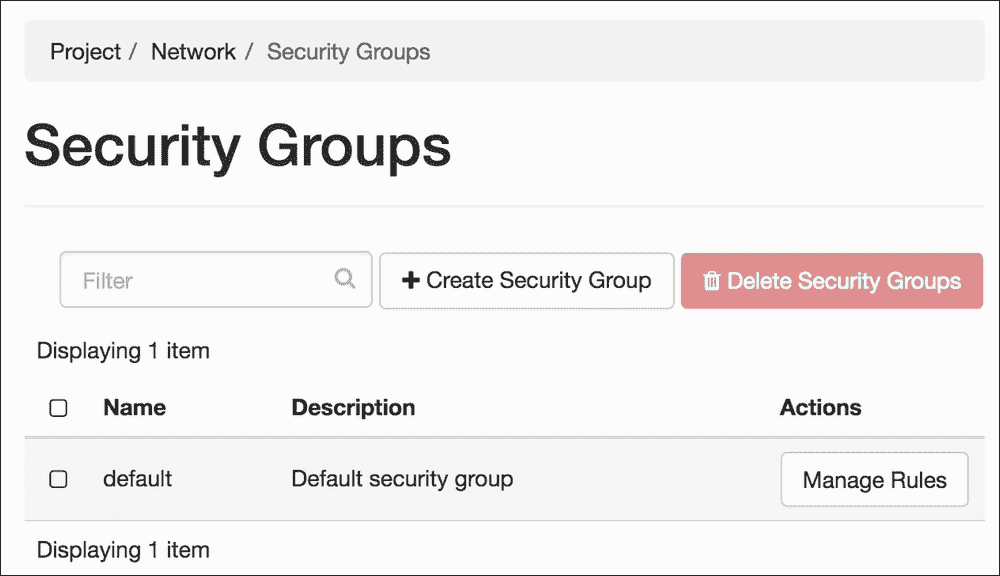 Project / Network / Security Groups
Security Groups
Filter Create Security Group Delete Security Groups
Displaying 1 item
Name Description Actions
default Default security group Manage Rules
Displaying 1 item